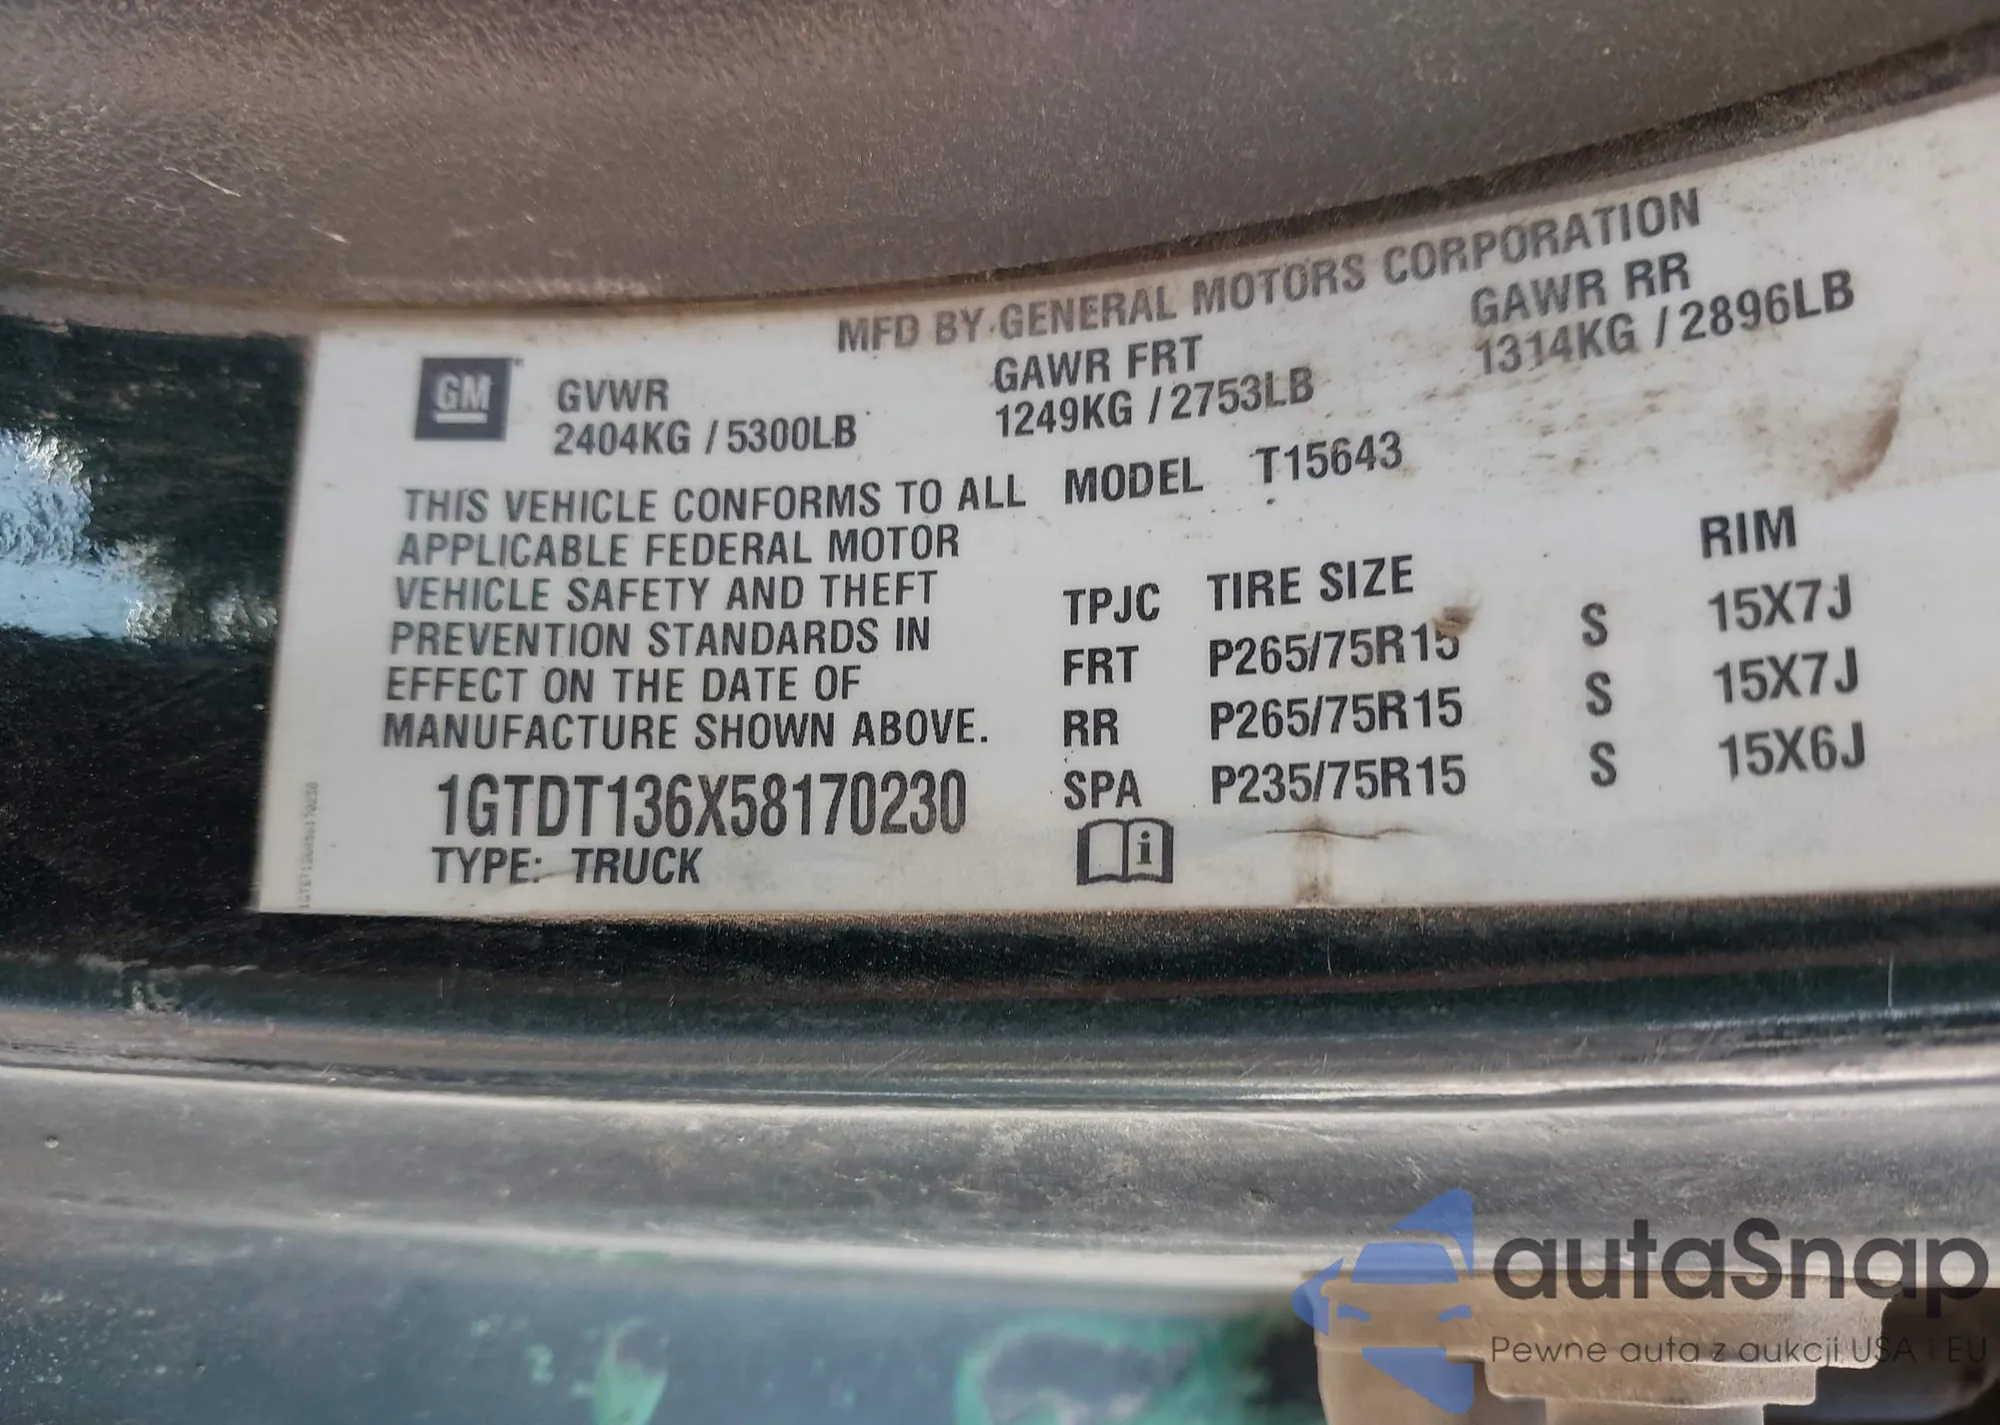 MFD BY GENERAL MOTORS CORPORATION
GM
GVWR GAWR FRT GAWR RR
2404KG / 5300LB 1249KG / 2753LB 1314KG / 2896LB
THIS VEHICLE CONFORMS TO ALL
APPLICABLE FEDERAL MOTOR
VEHICLE SAFETY AND THEFT
PREVENTION STANDARDS IN
EFFECT ON THE DATE OF
MANUFACTURE SHOWN ABOVE.
1GTDT136X58170230
TYPE: TRUCK
MODEL T15643
TPJC TIRE SIZE RIM
FRT P265/75R15 S 15X7J
RR P265/75R15 S 15X7J
SPA P235/75R15 S 15X6J
i
autaSnap
Pewne auta z aukcji USA i EU